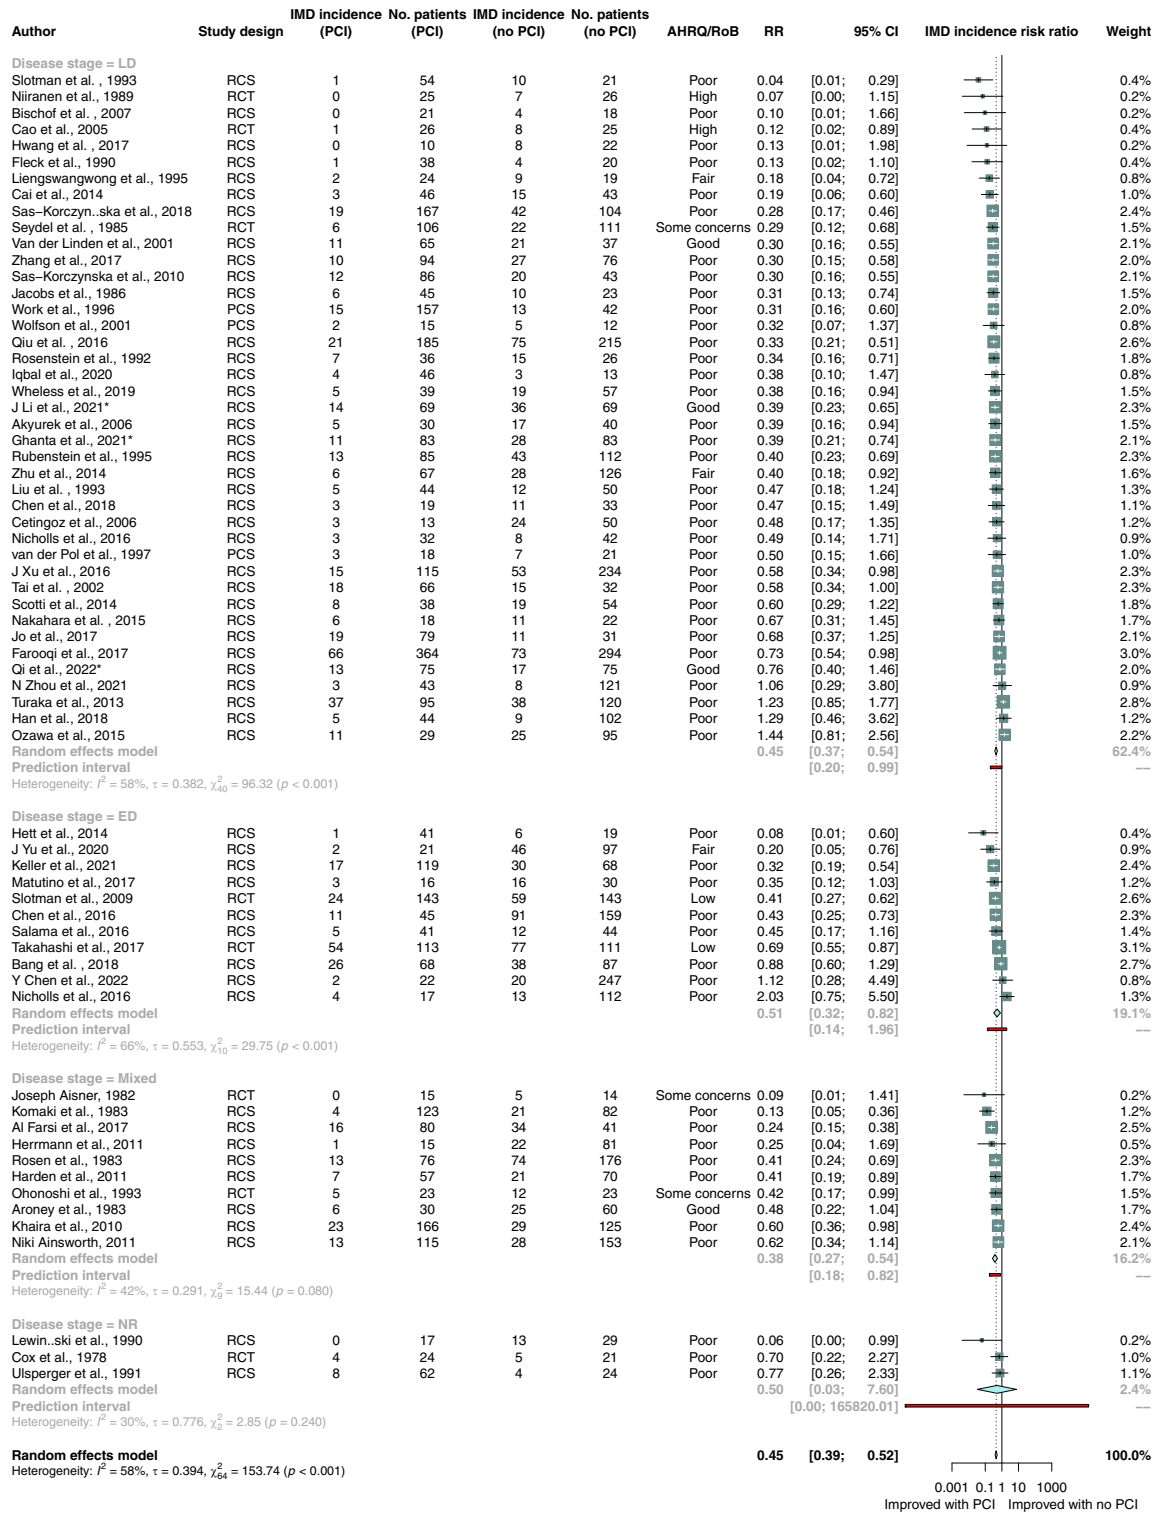 IMD incidence No. patients IMD incidence No. patients
Author Study design (PCI) (PCI) (no PCI) (no PCI) AHRQ/RoB RR 95% CI IMD incidence risk ratio Weight
Disease stage = LD
Slotman et al. , 1993 RCS 1 54 10 21 Poor 0.04 [0.01; 0.29] 0.4%
Niiranen et al., 1989 RCT 0 25 7 26 High 0.07 [0.00; 1.15] 0.2%
Bischof et al. , 2007 RCS 0 21 4 18 Poor 0.10 [0.01; 1.66] 0.2%
Cao et al., 2005 RCT 1 26 8 25 High 0.12 [0.02; 0.89] 0.4%
Hwang et al. , 2017 RCS 0 10 8 22 Poor 0.13 [0.01; 1.98] 0.2%
Fleck et al., 1990 RCS 1 38 4 20 Poor 0.13 [0.02; 1.10] 0.4%
Liengswangwong et al., 1995 RCS 2 24 9 19 Fair 0.18 [0.04; 0.72] 0.8%
Cai et al., 2014 RCS 3 46 15 43 Poor 0.19 [0.06; 0.60] 1.0%
Sas−Korczyn..ska et al., 2018 RCS 19 167 42 104 Poor 0.28 [0.17; 0.46] 2.4%
Seydel et al., 1985 RCT 6 106 22 111 Some concerns 0.29 [0.12; 0.68] 1.5%
Van der Linden et al., 2001 RCS 11 65 21 37 Good 0.30 [0.16; 0.55] 2.1%
Zhang et al., 2017 RCS 10 94 27 76 Poor 0.30 [0.15; 0.58] 2.0%
Sas−Korczynska et al., 2010 RCS 12 86 20 43 Poor 0.30 [0.16; 0.55] 2.1%
Jacobs et al., 1986 RCS 6 45 10 23 Poor 0.31 [0.13; 0.74] 1.5%
Work et al., 1996 PCS 15 157 13 42 Poor 0.31 [0.16; 0.60] 2.0%
Wolfson et al., 2001 PCS 2 15 5 12 Poor 0.32 [0.07; 1.37] 0.8%
Qiu et al. , 2016 RCS 21 185 75 215 Poor 0.33 [0.21; 0.51] 2.6%
Rosenstein et al., 1992 RCS 7 36 15 26 Poor 0.34 [0.16; 0.71] 1.8%
Iqbal et al., 2020 RCS 4 46 3 13 Poor 0.38 [0.10; 1.47] 0.8%
Wheless et al., 2019 RCS 5 39 19 57 Poor 0.38 [0.16; 0.94] 1.5%
J Li et al., 2021* RCS 14 69 36 69 Good 0.39 [0.23; 0.65] 2.3%
Akyurek et al., 2006 RCS 5 30 17 40 Poor 0.39 [0.16; 0.94] 1.5%
Ghanta et al., 2021* RCS 11 83 28 83 Poor 0.39 [0.21; 0.74] 2.1%
Rubenstein et al., 1995 RCS 13 85 43 112 Poor 0.40 [0.23; 0.69] 2.3%
Zhu et al., 2014 RCS 6 67 28 126 Fair 0.40 [0.18; 0.92] 1.6%
Liu et al. , 1993 RCS 5 44 12 50 Poor 0.47 [0.18; 1.24] 1.3%
Chen et al., 2018 RCS 3 19 11 33 Poor 0.47 [0.15; 1.49] 1.1%
Cetingoz et al., 2006 RCS 3 13 24 50 Poor 0.48 [0.17; 1.35] 1.2%
Nicholls et al., 2016 RCS 3 32 8 42 Poor 0.49 [0.14; 1.71] 0.9%
van der Pol et al., 1997 PCS 3 18 7 21 Poor 0.50 [0.15; 1.66] 1.0%
J Xu et al., 2016 RCS 15 115 53 234 Poor 0.58 [0.34; 0.98] 2.3%
Tai et al. , 2002 RCS 18 66 15 32 Poor 0.58 [0.34; 1.00] 2.3%
Scotti et al., 2014 RCS 8 38 19 54 Poor 0.60 [0.29; 1.22] 1.8%
Nakahara et al. , 2015 RCS 6 18 11 22 Poor 0.67 [0.31; 1.45] 1.7%
Jo et al., 2017 RCS 19 79 11 31 Poor 0.68 [0.37; 1.25] 2.1%
Farooqi et al., 2017 RCS 66 364 73 294 Poor 0.73 [0.54; 0.98] 3.0%
Qi et al., 2022* RCS 13 75 17 75 Good 0.76 [0.40; 1.46] 2.0%
N Zhou et al., 2021 RCS 3 43 8 121 Poor 1.06 [0.29; 3.80] 0.9%
Turaka et al., 2013 RCS 37 95 38 120 Poor 1.23 [0.85; 1.77] 2.8%
Han et al., 2018 RCS 5 44 9 102 Poor 1.29 [0.46; 3.62] 1.2%
Ozawa et al., 2015 RCS 11 29 25 95 Poor 1.44 [0.81; 2.56] 2.2%
Random effects model 0.45 [0.37; 0.54] 62.4%
Prediction interval [0.20; 0.99] −−
Heterogeneity: I² = 58%, τ = 0.382, χ²₄₀ = 96.32 (p < 0.001)
Disease stage = ED
Hett et al., 2014 RCS 1 41 6 19 Poor 0.08 [0.01; 0.60] 0.4%
J Yu et al., 2020 RCS 2 21 46 97 Fair 0.20 [0.05; 0.76] 0.9%
Keller et al., 2021 RCS 17 119 30 68 Poor 0.32 [0.19; 0.54] 2.4%
Matutino et al., 2017 RCS 3 16 16 30 Poor 0.35 [0.12; 1.03] 1.2%
Slotman et al., 2009 RCT 24 143 59 143 Low 0.41 [0.27; 0.62] 2.6%
Chen et al., 2016 RCS 11 45 91 159 Poor 0.43 [0.25; 0.73] 2.3%
Salama et al., 2016 RCS 5 41 12 44 Poor 0.45 [0.17; 1.16] 1.4%
Takahashi et al., 2017 RCT 54 113 77 111 Low 0.69 [0.55; 0.87] 3.1%
Bang et al. , 2018 RCS 26 68 38 87 Poor 0.88 [0.60; 1.29] 2.7%
Y Chen et al., 2022 RCS 2 22 20 247 Poor 1.12 [0.28; 4.49] 0.8%
Nicholls et al., 2016 RCS 4 17 13 112 Poor 2.03 [0.75; 5.50] 1.3%
Random effects model 0.51 [0.32; 0.82] 19.1%
Prediction interval [0.14; 1.96] −−
Heterogeneity: I² = 66%, τ = 0.553, χ²₁₀ = 29.75 (p < 0.001)
Disease stage = Mixed
Joseph Aisner, 1982 RCT 0 15 5 14 Some concerns 0.09 [0.01; 1.41] 0.2%
Komaki et al., 1983 RCS 4 123 21 82 Poor 0.13 [0.05; 0.36] 1.2%
Al Farsi et al., 2017 RCS 16 80 34 41 Poor 0.24 [0.15; 0.38] 2.5%
Herrmann et al., 2011 RCS 1 15 22 81 Poor 0.25 [0.04; 1.69] 0.5%
Rosen et al., 1983 RCS 13 76 74 176 Poor 0.41 [0.24; 0.69] 2.3%
Harden et al., 2011 RCS 7 57 21 70 Poor 0.41 [0.19; 0.89] 1.7%
Ohonoshi et al., 1993 RCT 5 23 12 23 Some concerns 0.42 [0.17; 0.99] 1.5%
Aroney et al., 1983 RCS 6 30 25 60 Good 0.48 [0.22; 1.04] 1.7%
Khaira et al., 2010 RCS 23 166 29 125 Poor 0.60 [0.36; 0.98] 2.4%
Niki Ainsworth, 2011 RCS 13 115 28 153 Poor 0.62 [0.34; 1.14] 2.1%
Random effects model 0.38 [0.27; 0.54] 16.2%
Prediction interval [0.18; 0.82] −−
Heterogeneity: I² = 42%, τ = 0.291, χ²₉ = 15.44 (p = 0.080)
Disease stage = NR
Lewin..ski et al., 1990 RCS 0 17 13 29 Poor 0.06 [0.00; 0.99] 0.2%
Cox et al., 1978 RCT 4 24 5 21 Poor 0.70 [0.22; 2.27] 1.0%
Ulsperger et al., 1991 RCS 8 62 4 24 Poor 0.77 [0.26; 2.33] 1.1%
Random effects model 0.50 [0.03; 7.60] 2.4%
Prediction interval [0.00; 165820.01] −−
Heterogeneity: I² = 30%, τ = 0.776, χ²₂ = 2.85 (p = 0.240)
Random effects model 0.45 [0.39; 0.52] 100.0%
Heterogeneity: I² = 58%, τ = 0.394, χ²₆₄ = 153.74 (p < 0.001)
0.001 0.1 1 10 1000
Improved with PCI Improved with no PCI